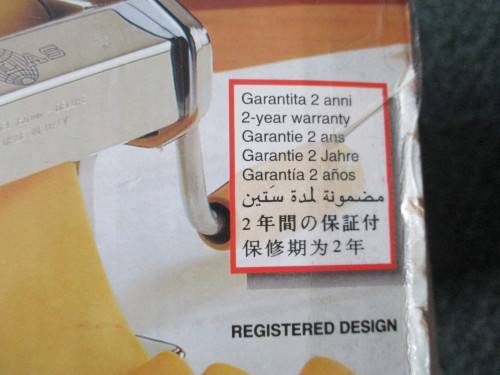 Garantita 2 anni
2-year warranty
Garantie 2 ans
Garantie 2 Jahre
Garantía 2 años
مضمونة لمدة سَتين
2年間の保証付
保修期为2年
REGISTERED DESIGN